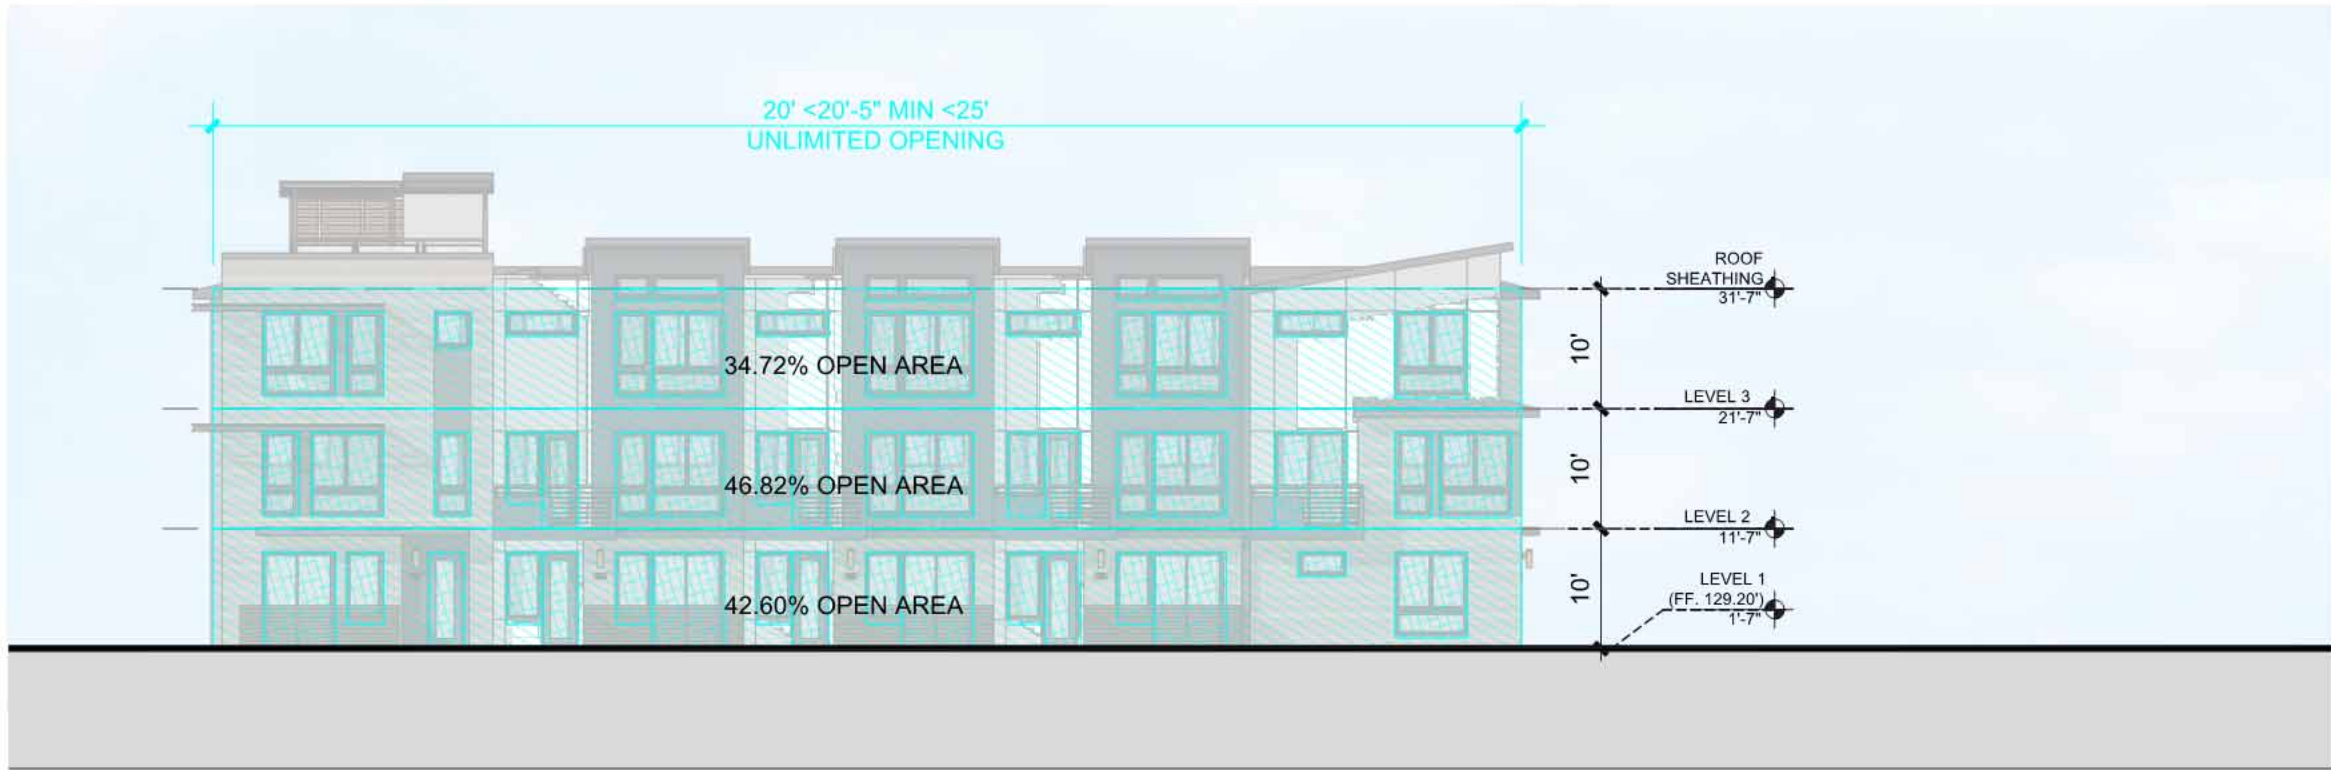 20' <20'-5" MIN <25'
UNLIMITED OPENING
ROOF
SHEATHING
31'-7"
34.72% OPEN AREA
10'
LEVEL 3
21'-7"
46.82% OPEN AREA
10'
LEVEL 2
11'-7"
42.60% OPEN AREA
10'
LEVEL 1
(FF. 129.20')
1'-7"